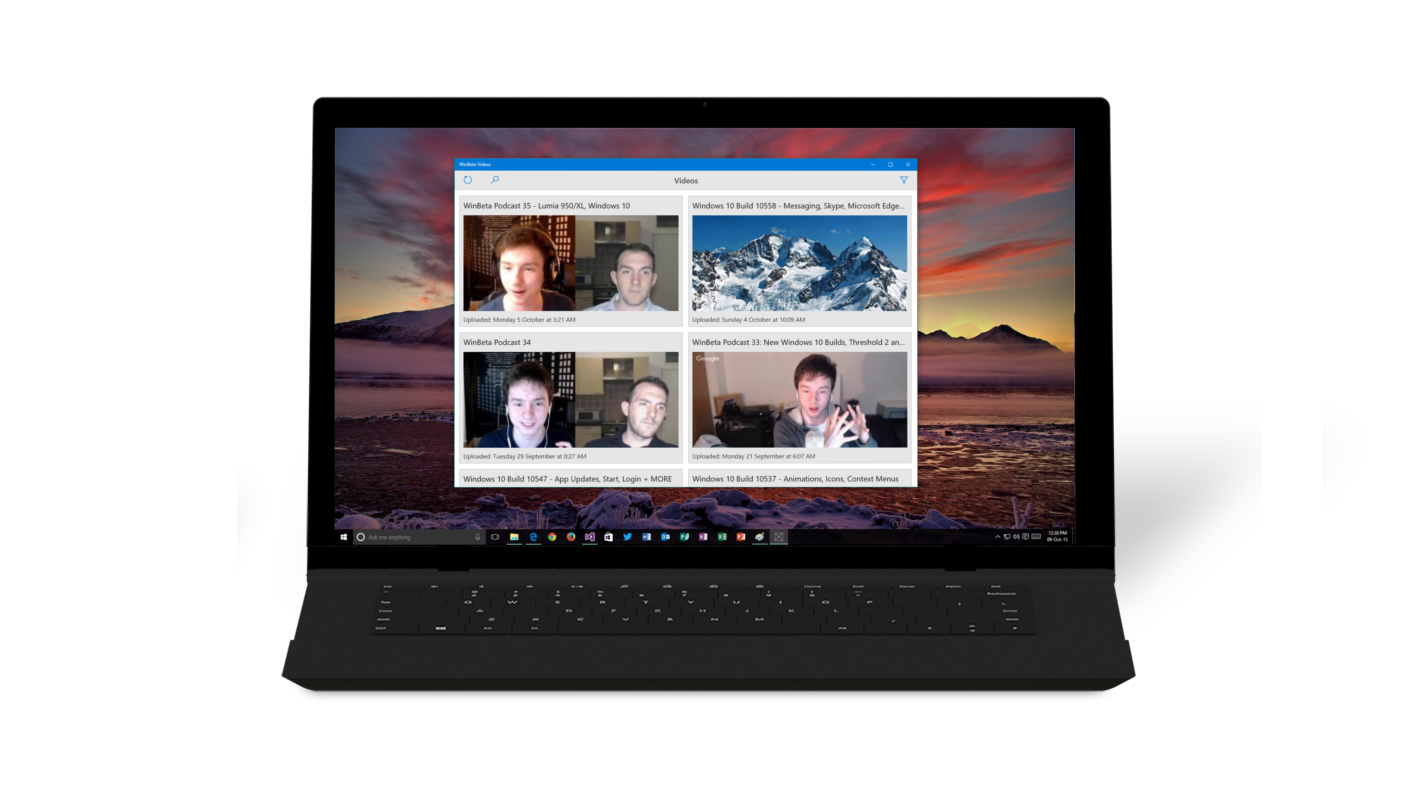 WinBeta Videos
Videos
WinBeta Podcast 35 - Lumia 950/XL, Windows 10
Windows 10 Build 10558 - Messaging, Skype, Microsoft Edge...
Uploaded: Monday 5 October at 3:21 AM
Uploaded: Sunday 4 October at 10:09 AM
WinBeta Podcast 34
WinBeta Podcast 33: New Windows 10 Builds, Threshold 2 an...
Google
Uploaded: Tuesday 29 September at 0:27 AM
Uploaded: Monday 21 September at 6:07 AM
Windows 10 Build 10547 - App Updates, Start, Login + MORE
Windows 10 Build 10537 - Animations, Icons, Context Menus
Ask me anything
12:38 PM
09-Oct-15